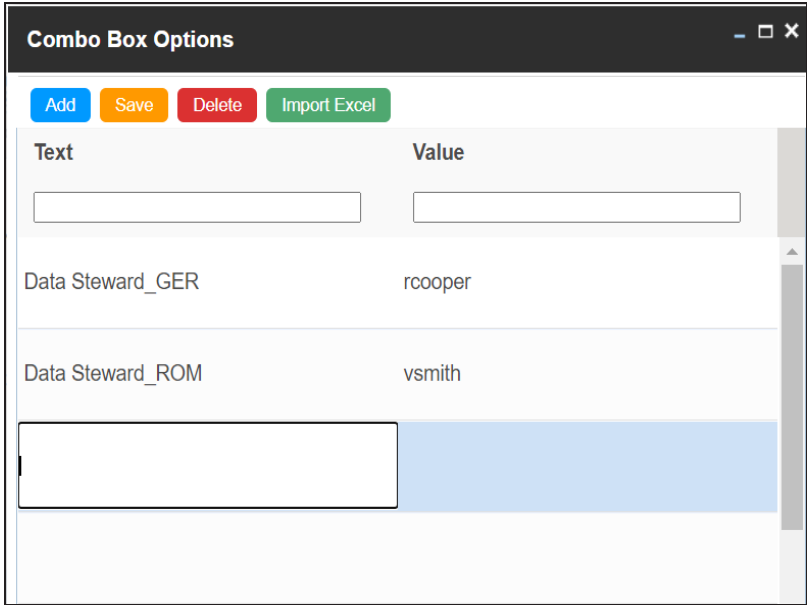 Combo Box Options
Add Save Delete Import Excel
Text Value
Data Steward_GER rcooper
Data Steward_ROM vsmith